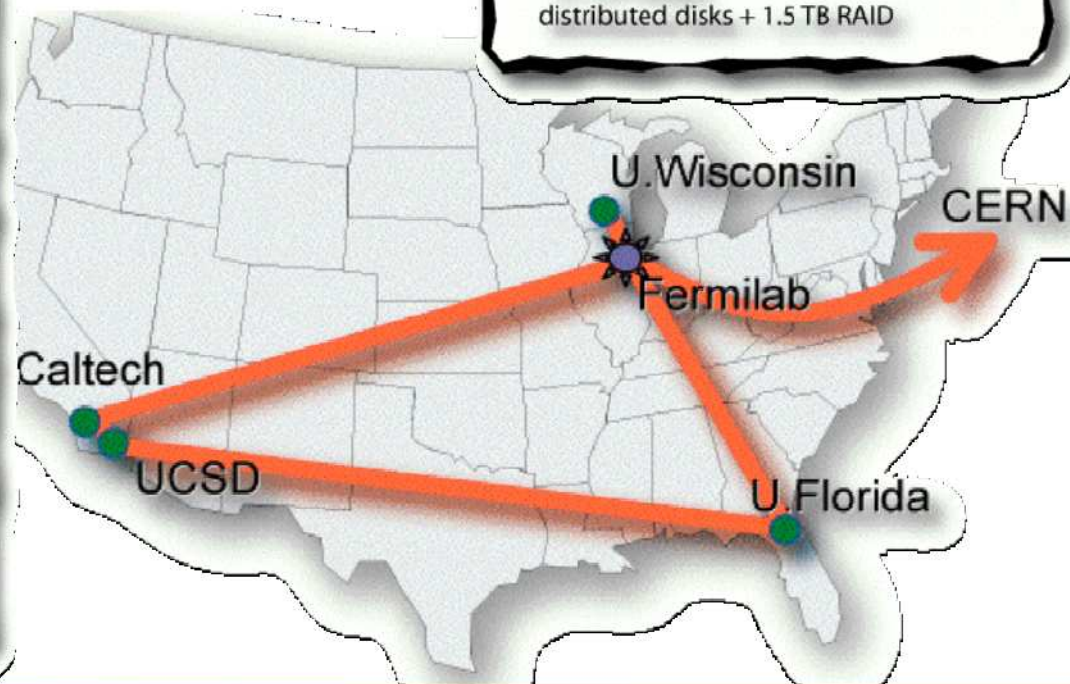 distributed disks + 1.5 TB RAID
U.Wisconsin
CERN
Fermilab
Caltech
UCSD
U.Florida